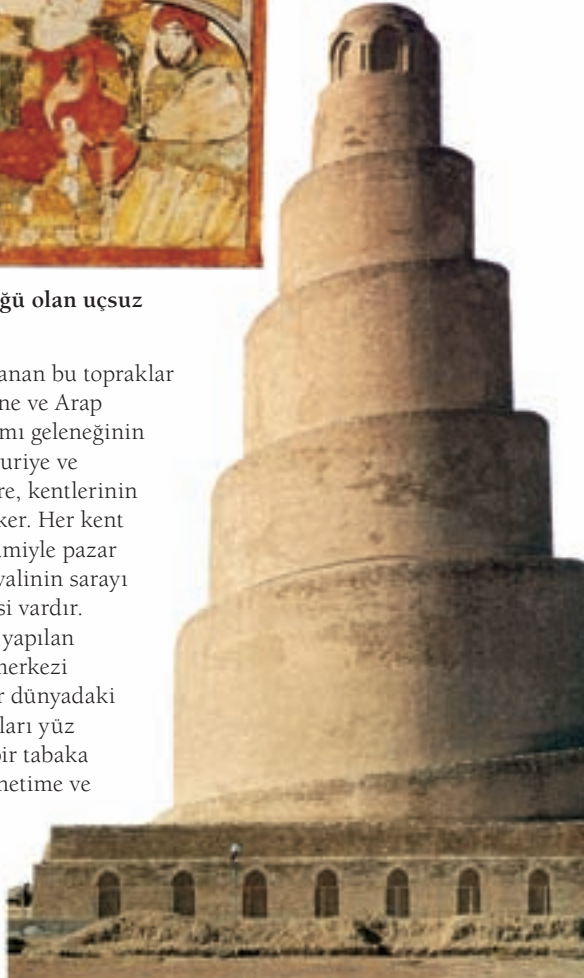 ğü olan uçsuz
anan bu topraklar
ne ve Arap
mı geleneğinin
uriye ve
re, kentlerinin
ker. Her kent
miyle pazar
valinin sarayı
si vardır.
yapılan
merkezi
r dünyadaki
ları yüz
bir tabaka
netime ve